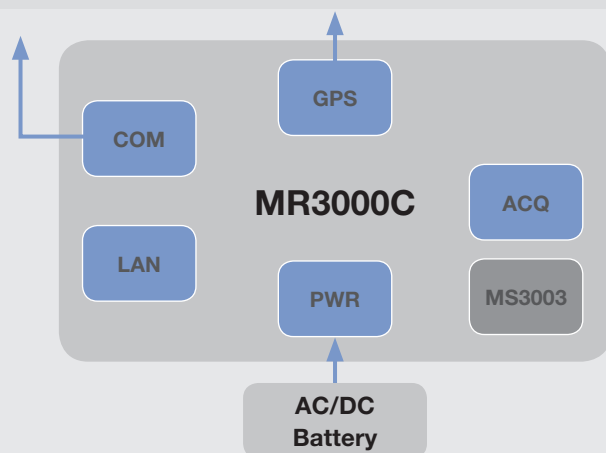 GPS
COM
MR3000C
ACQ
LAN
PWR
MS3003
AC/DC
Battery